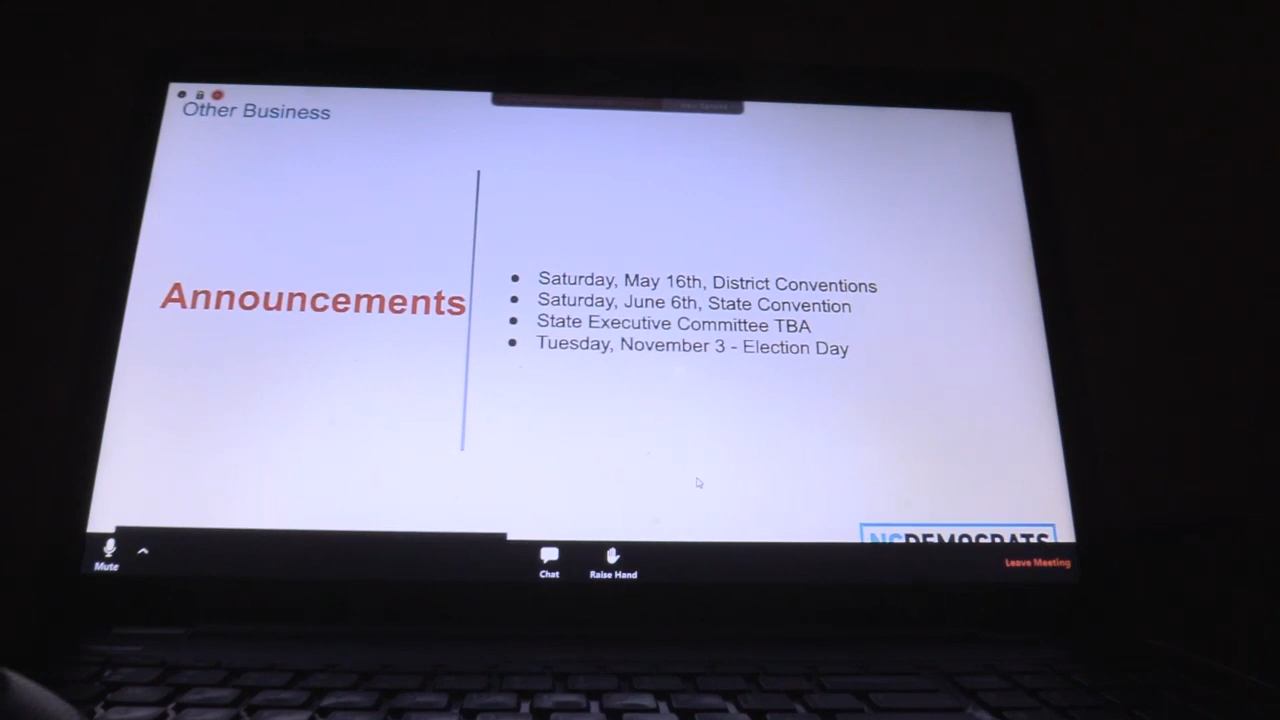 Other Business
Announcements
● Saturday, May 16th, District Conventions
● Saturday, June 6th, State Convention
● State Executive Committee TBA
● Tuesday, November 3 - Election Day
NCDEMOCRATS
Mute
Chat
Raise Hand
Leave Meeting